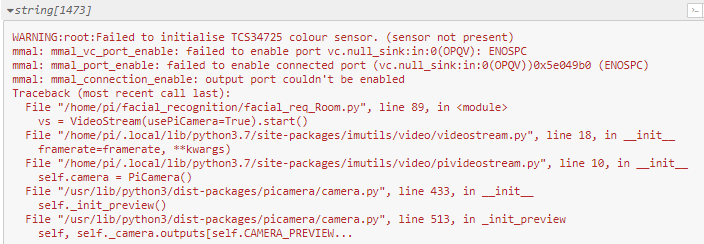 string[1473]
WARNING:root:Failed to initialise TCS34725 colour sensor. (sensor not present)
mmal: mmal_vc_port_enable: failed to enable port vc.null_sink:in:0(OPQV): ENOSPC
mmal: mmal_port_enable: failed to enable connected port (vc.null_sink:in:0(OPQV))0x5e049b0 (ENOSPC)
mmal: mmal_connection_enable: output port couldn't be enabled
Traceback (most recent call last):
File "/home/pi/facial_recognition/facial_req_Room.py", line 89, in <module>
vs = VideoStream(usePiCamera=True).start()
File "/home/pi/.local/lib/python3.7/site-packages/imutils/video/videostream.py", line 18, in __init__
framerate=framerate, **kwargs)
File "/home/pi/.local/lib/python3.7/site-packages/imutils/video/pivideostream.py", line 10, in __init__
self.camera = PiCamera()
File "/usr/lib/python3/dist-packages/picamera/camera.py", line 433, in __init__
self._init_preview()
File "/usr/lib/python3/dist-packages/picamera/camera.py", line 513, in _init_preview
self, self._camera.outputs[self.CAMERA_PREVIEW...